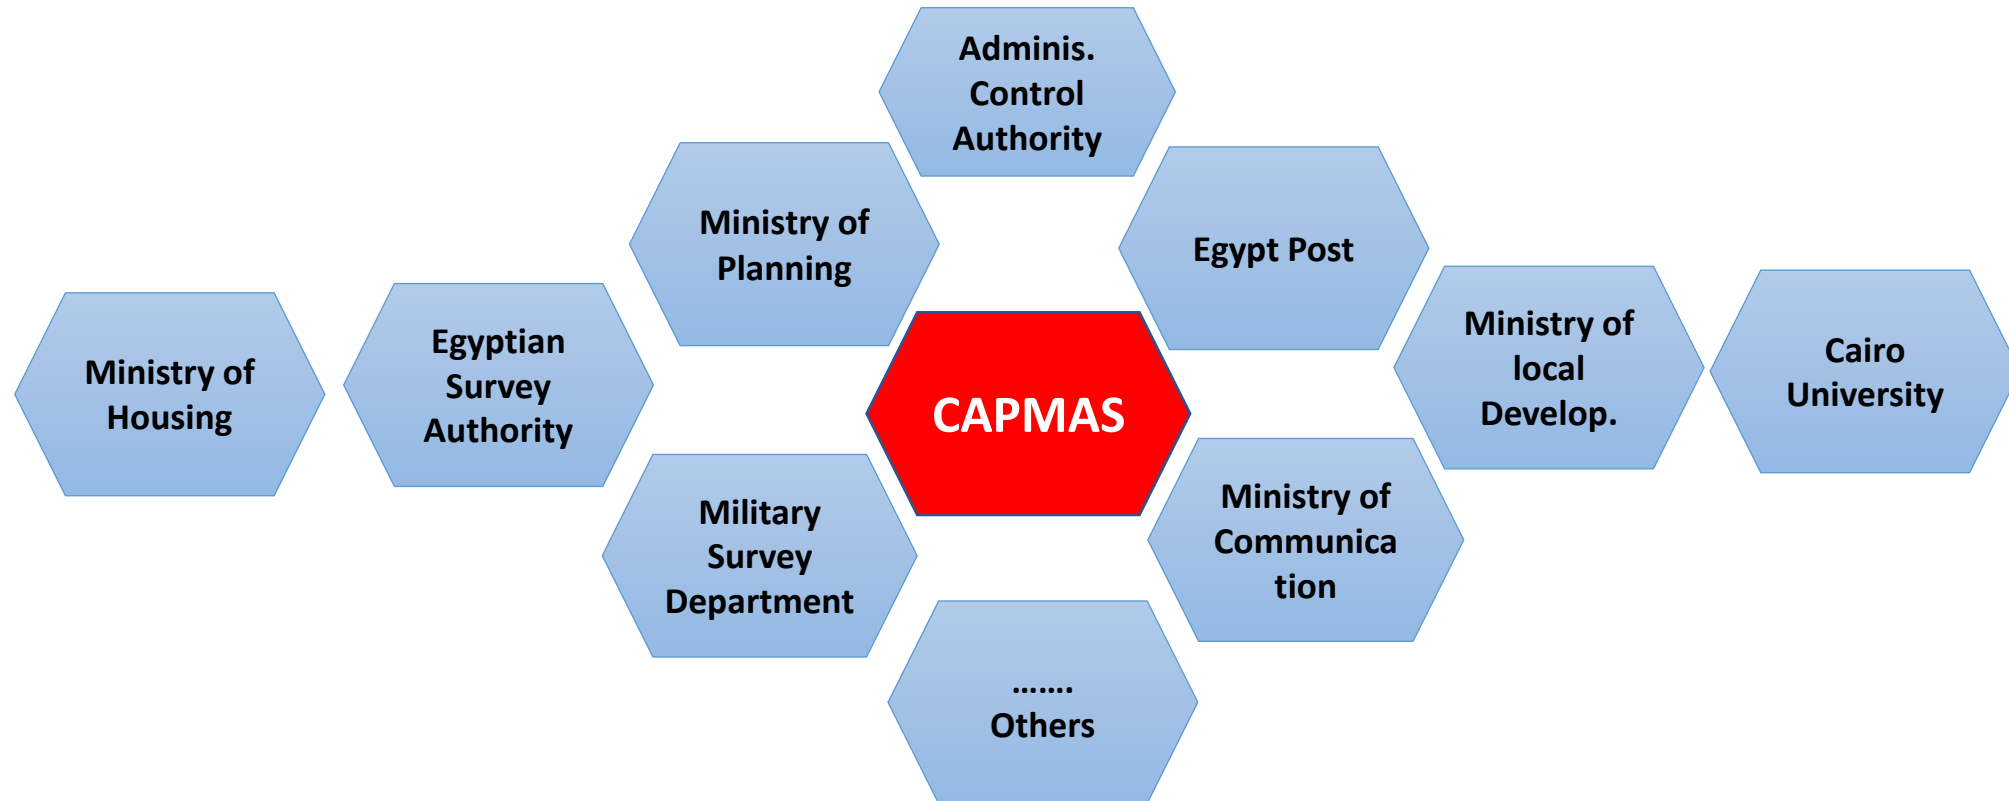 Adminis.
Control
Authority
Ministry of
Planning
Egypt Post
Ministry of
Housing
Egyptian
Survey
Authority
CAPMAS
Ministry of
local
Develop.
Cairo
University
Military
Survey
Department
Ministry of
Communica
tion
.......
Others